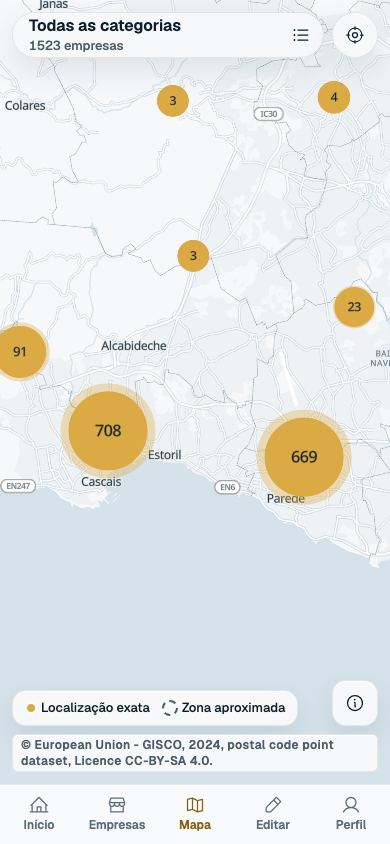 Janas
Todas as categorias
1523 empresas
3
4
Colares
IC30
3
23
91
Alcabideche
708
669
Estoril
Cascais
EN247
EN6
Parede
Localização exata
Zona aproximada
© European Union - GISCO, 2024, postal code point
dataset, Licence CC-BY-SA 4.0.
Início
Empresas
Mapa
Editar
Perfil